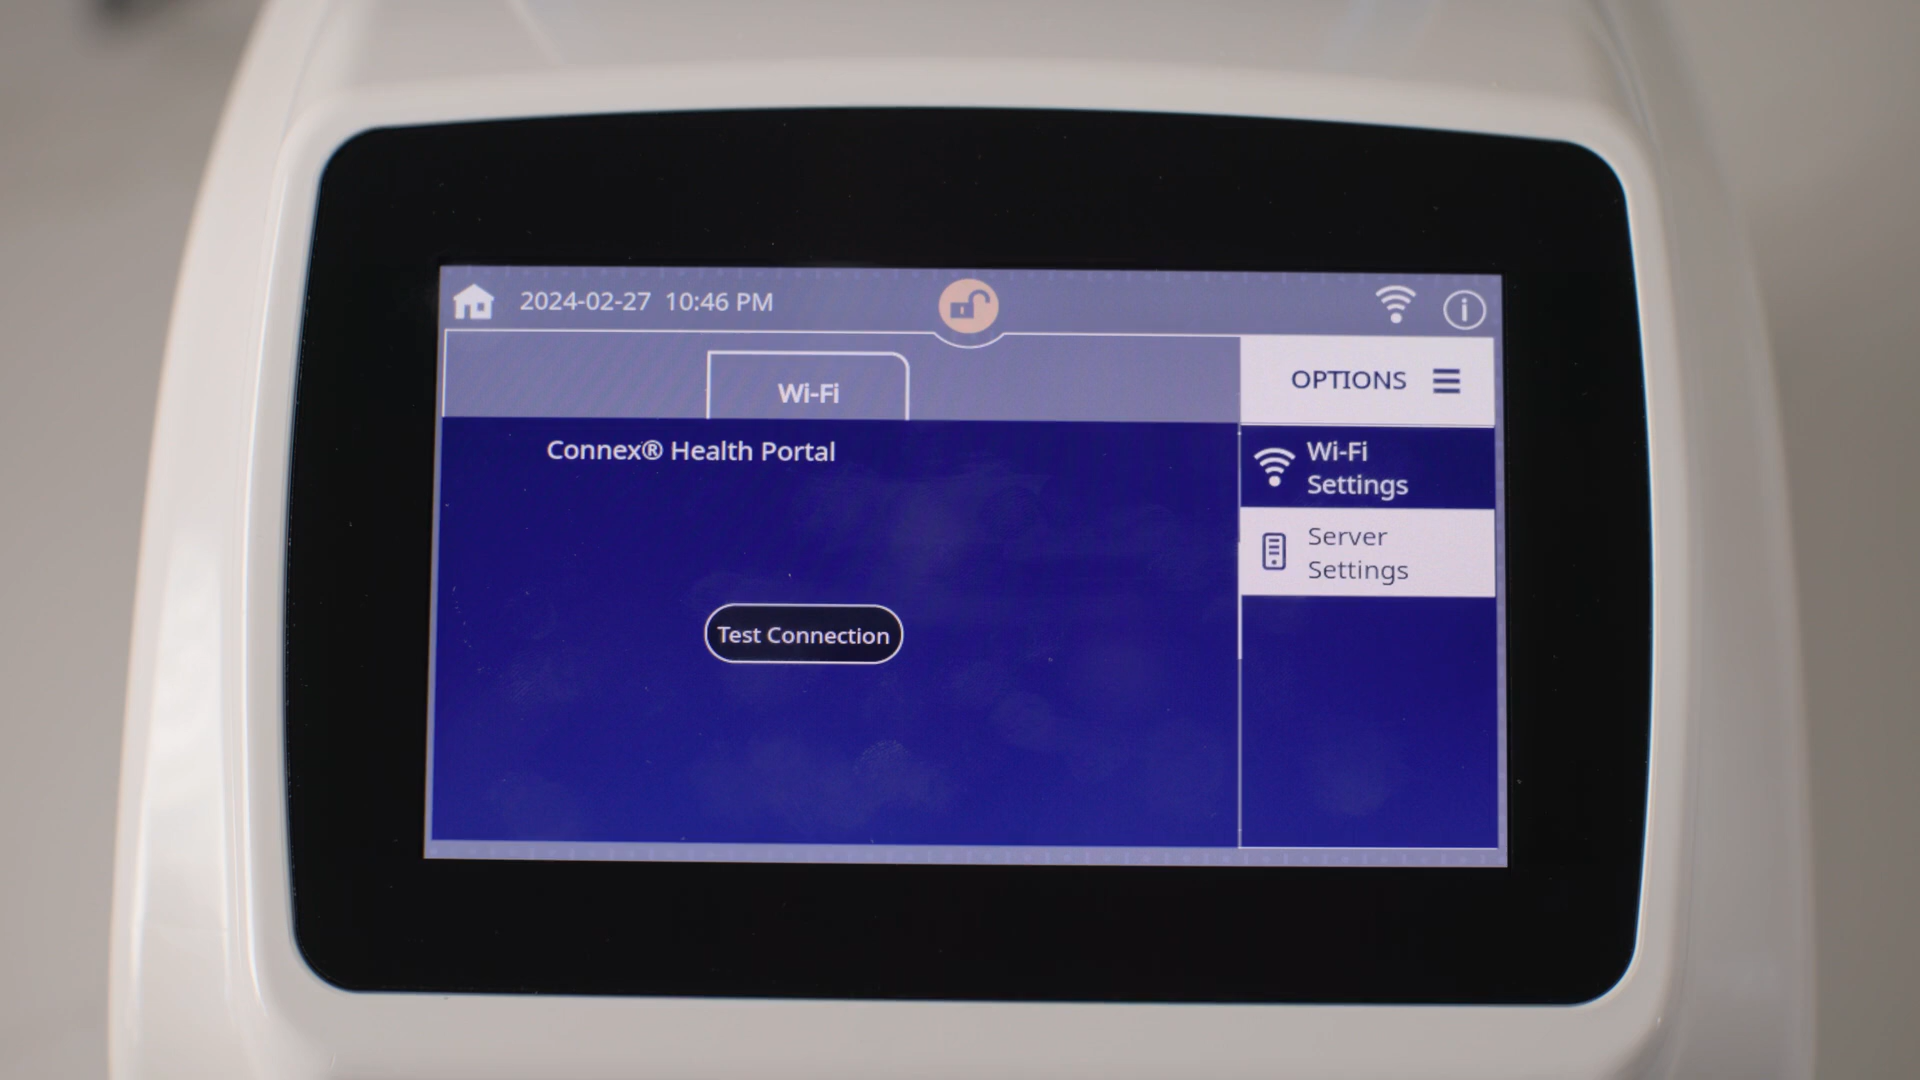 2024-02-27 10:46 PM
Wi-Fi
OPTIONS
Connex® Health Portal
Wi-Fi
Settings
Server
Settings
Test Connection